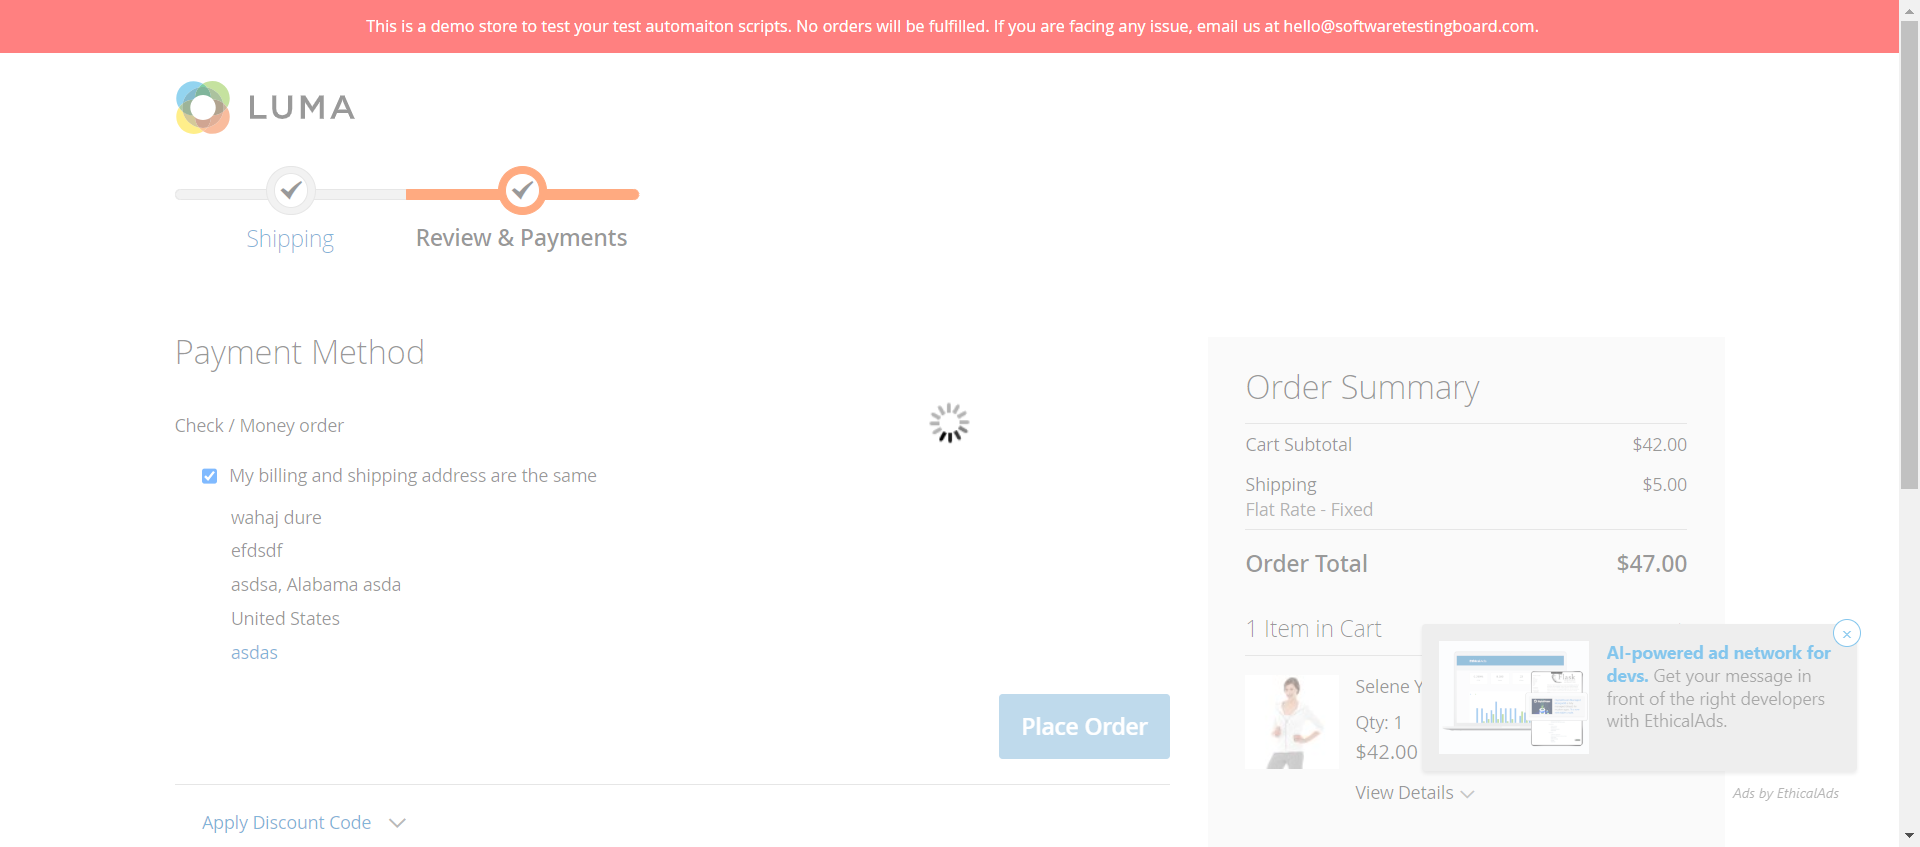 This is a demo store to test your test automaiton scripts. No orders will be fulfilled. If you are facing any issue, email us at hello@softwaretestingboard.com.
LUMA
Shipping
Review & Payments
Payment Method
Check / Money order
My billing and shipping address are the same
wahaj dure
efdsdf
asdsa, Alabama asda
United States
asdas
Place Order
Apply Discount Code
Order Summary
Cart Subtotal $42.00
Shipping $5.00
Flat Rate - Fixed
Order Total $47.00
1 Item in Cart
Selene Y
Qty: 1
$42.00
View Details
AI-powered ad network for
devs. Get your message in
front of the right developers
with EthicalAds.
Ads by EthicalAds